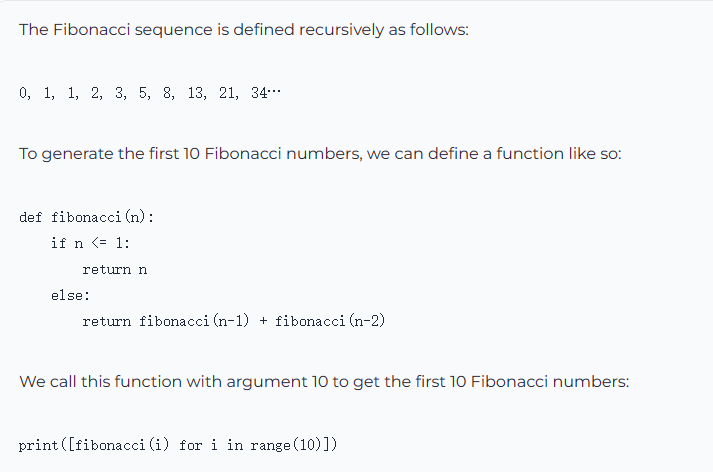 The Fibonacci sequence is defined recursively as follows:
0, 1, 1, 2, 3, 5, 8, 13, 21, 34…
To generate the first 10 Fibonacci numbers, we can define a function like so:
def fibonacci(n):
    if n <= 1:
        return n
    else:
        return fibonacci(n-1) + fibonacci(n-2)
We call this function with argument 10 to get the first 10 Fibonacci numbers:
print([fibonacci(i) for i in range(10)])